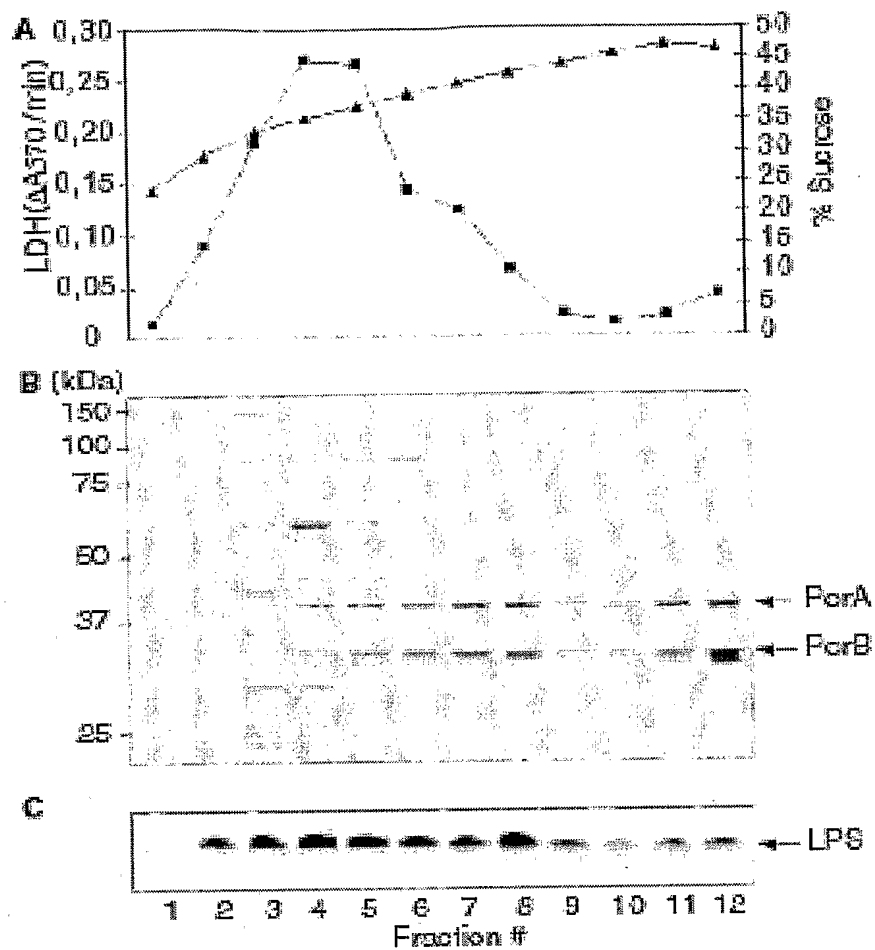 A
0,30
0,25
0,20
0,15
0,10
0,05
0
LDH(ΔA570/min)
50
45
40
35
30
25
20
15
10
5
0
% Sucrose
B (kDa)
150
100
75
50
37
25
PorA
PorB
C
LPS
1 2 3 4 5 6 7 8 9 10 11 12
Fraction #